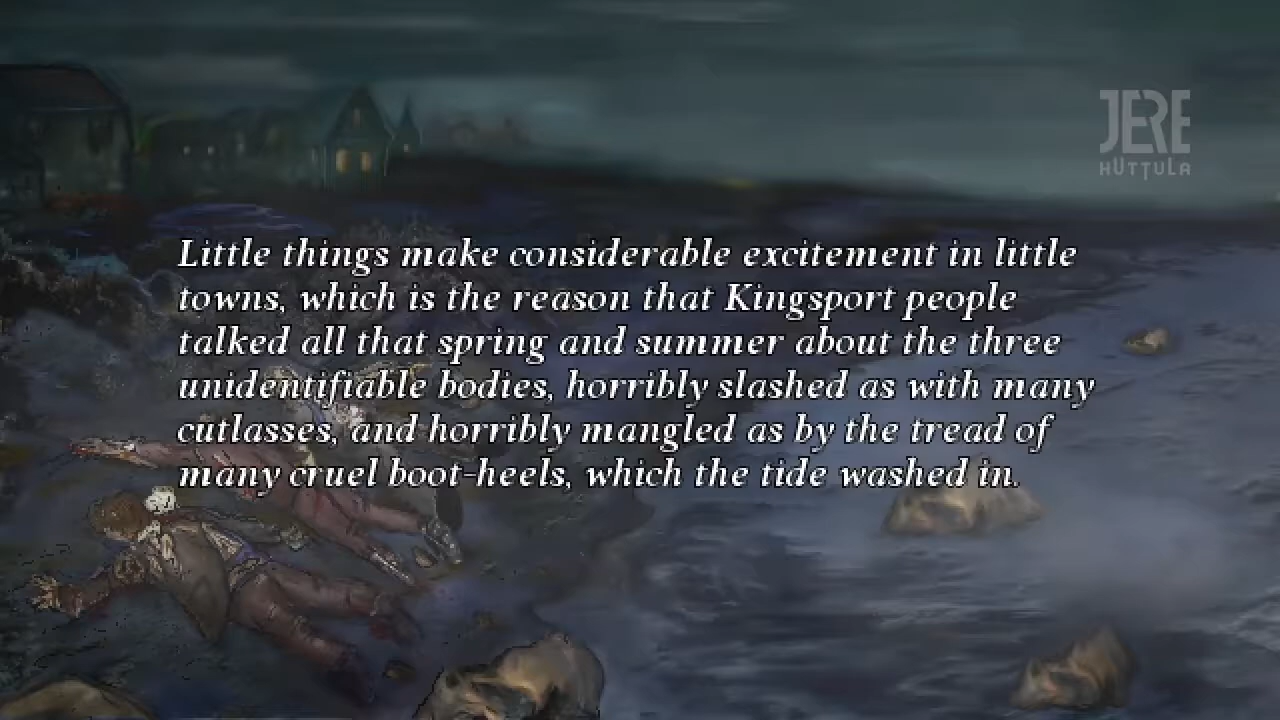 JERE
HUTTULA
Little things make considerable excitement in little
towns, which is the reason that Kingsport people
talked all that spring and summer about the three
unidentifiable bodies, horribly slashed as with many
cutlasses, and horribly mangled as by the tread of
many cruel boot-heels, which the tide washed in.